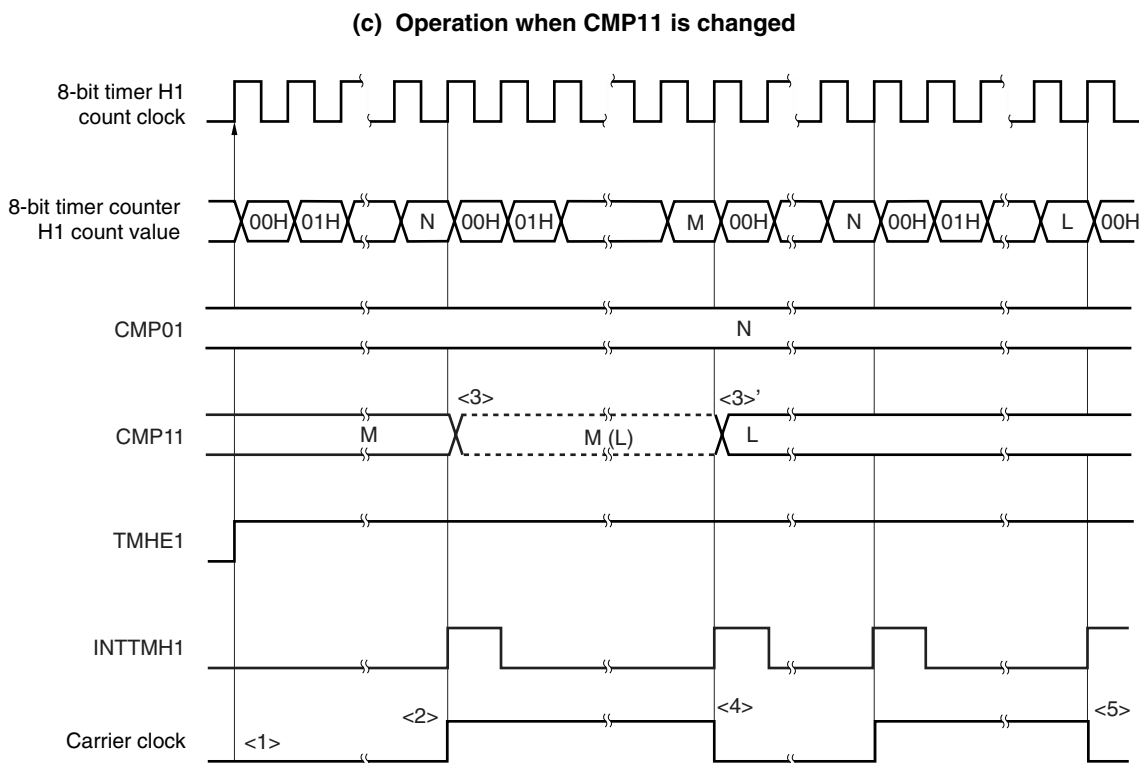 (c) Operation when CMP11 is changed
8-bit timer H1
count clock
8-bit timer counter
H1 count value
00H 01H N 00H 01H M 00H N 00H 01H L 00H
CMP01
N
<3> <3>’
CMP11
M M (L) L
TMHE1
INTTMH1
<2> <4> <5>
Carrier clock
<1>